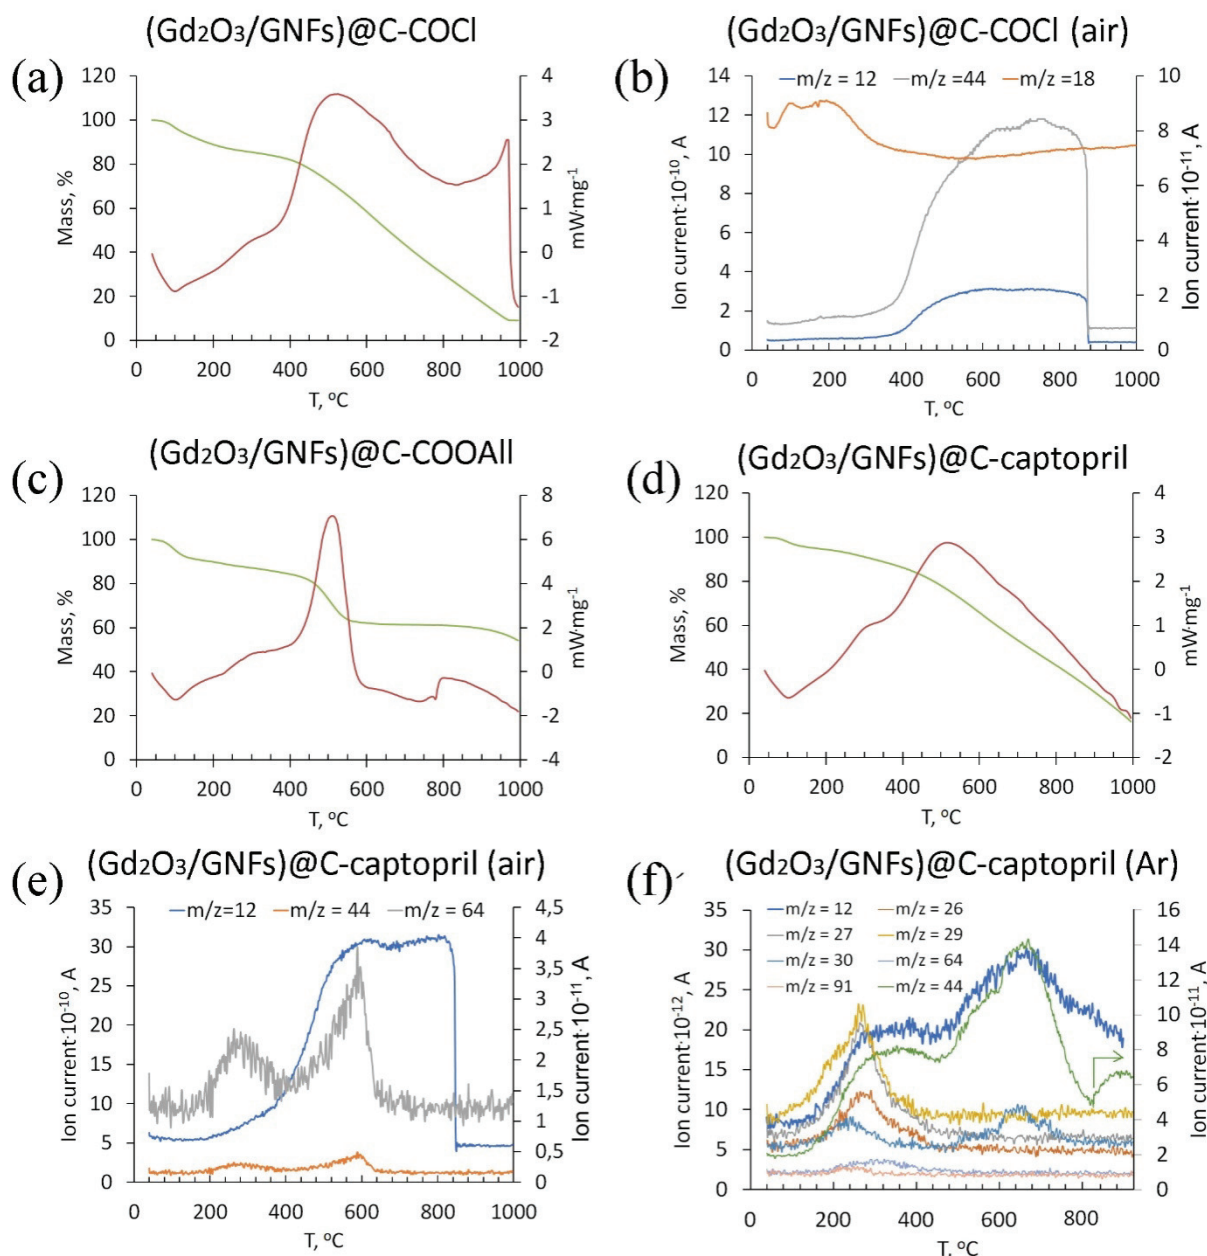 (Gd2O3/GNFs)@C-COCl
(a)
120
100
80
60
40
20
0
Mass, %
4
3
2
1
0
-1
-2
mW·mg-1
0 200 400 600 800 1000
T, oC
(Gd2O3/GNFs)@C-COCl (air)
(b)
m/z = 12 m/z =44 m/z =18
14
12
10
8
6
4
2
0
Ion current·10-10, A
10
8
6
4
2
0
Ion current·10-11, A
0 200 400 600 800 1000
T, oC
(Gd2O3/GNFs)@C-COOAll
(c)
120
100
80
60
40
20
0
Mass, %
8
6
4
2
0
-2
-4
mW·mg-1
0 200 400 600 800 1000
T, oC
(Gd2O3/GNFs)@C-captopril
(d)
120
100
80
60
40
20
0
Mass, %
4
3
2
1
0
-1
-2
mW·mg-1
0 200 400 600 800 1000
T, oC
(Gd2O3/GNFs)@C-captopril (air)
(e)
m/z=12 m/z = 44 m/z = 64
35
30
25
20
15
10
5
0
Ion current·10-10, A
4,5
4
3,5
3
2,5
2
1,5
1
0,5
0
Ion current·10-11, A
0 200 400 600 800 1000
T, oC
(Gd2O3/GNFs)@C-captopril (Ar)
(f)
m/z = 12 m/z = 26
m/z = 27 m/z = 29
m/z = 30 m/z = 64
m/z = 91 m/z = 44
35
30
25
20
15
10
5
0
Ion current·10-12, A
16
14
12
10
8
6
4
2
0
Ion current·10-11, A
0 200 400 600 800
T, oC